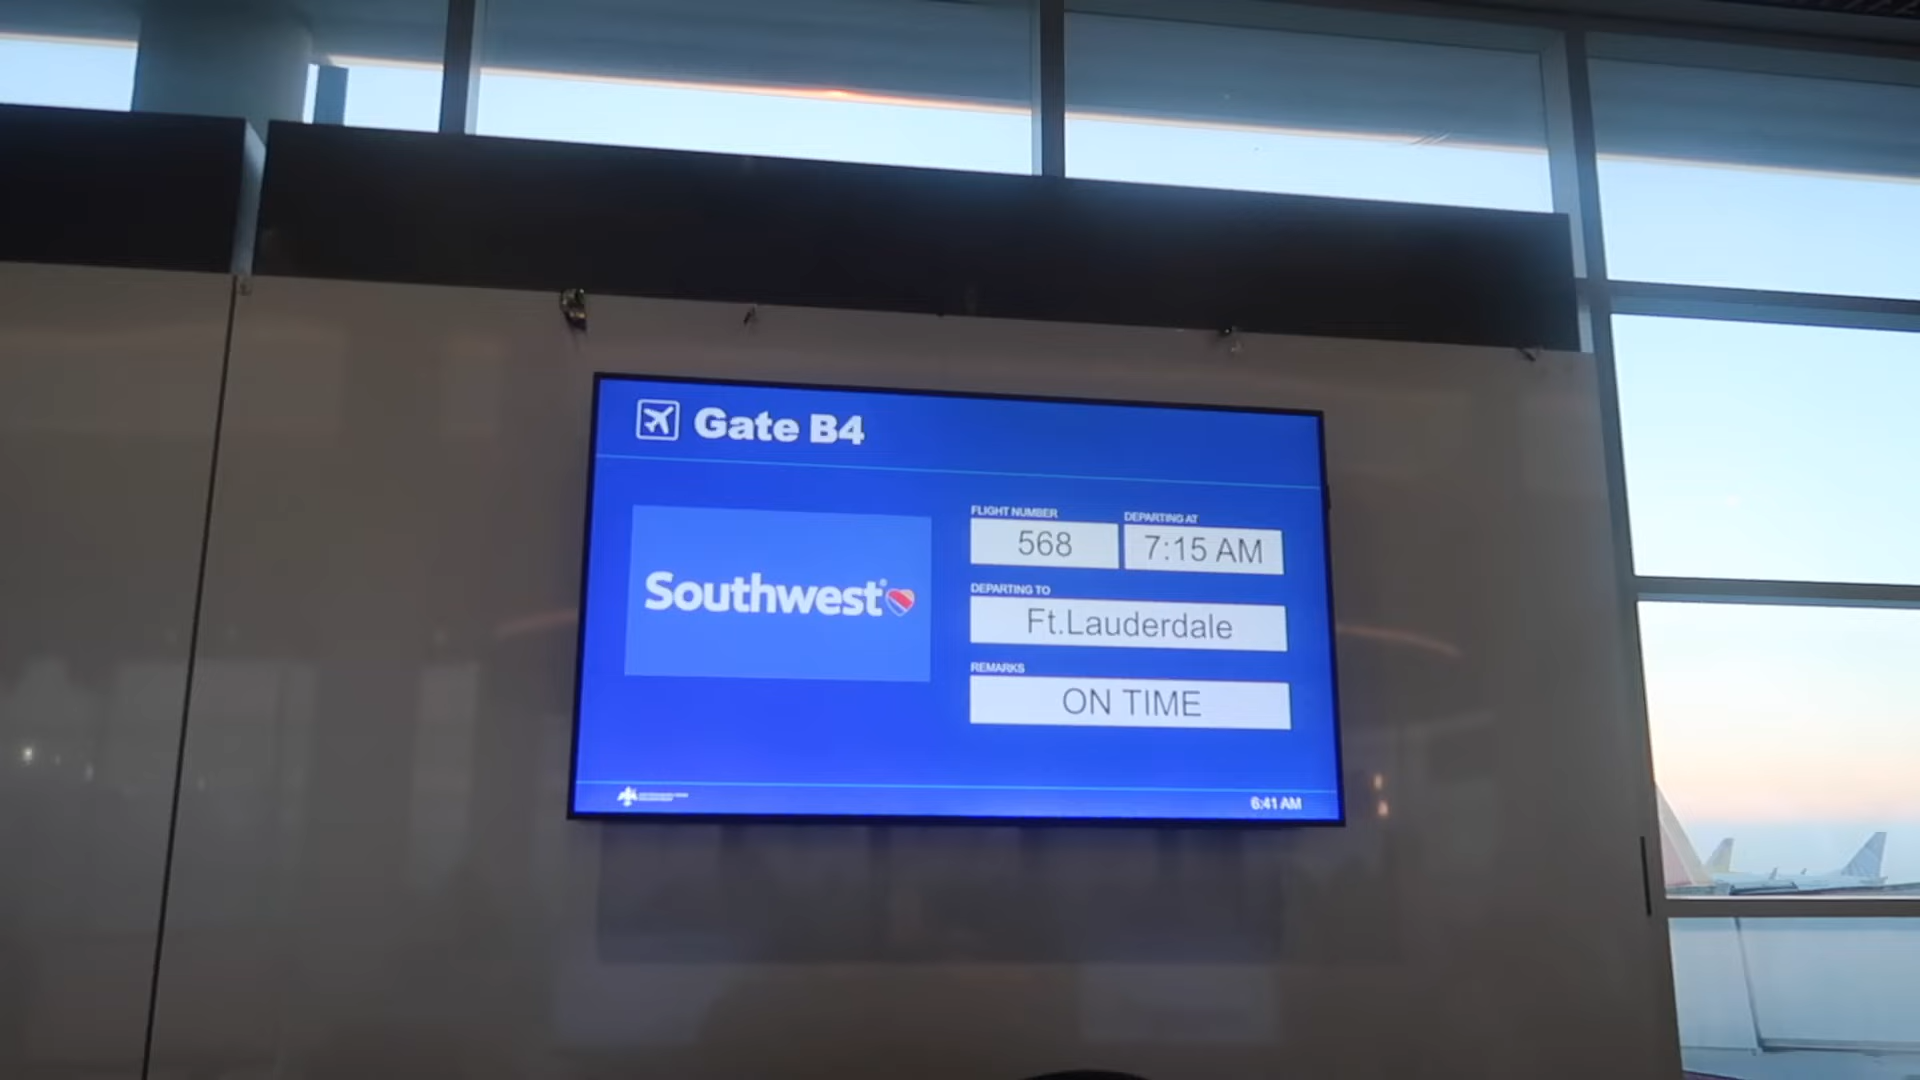 Gate B4
Southwest
FLIGHT NUMBER
568
DEPARTING AT
7:15 AM
DEPARTING TO
Ft.Lauderdale
REMARKS
ON TIME
6:41 AM